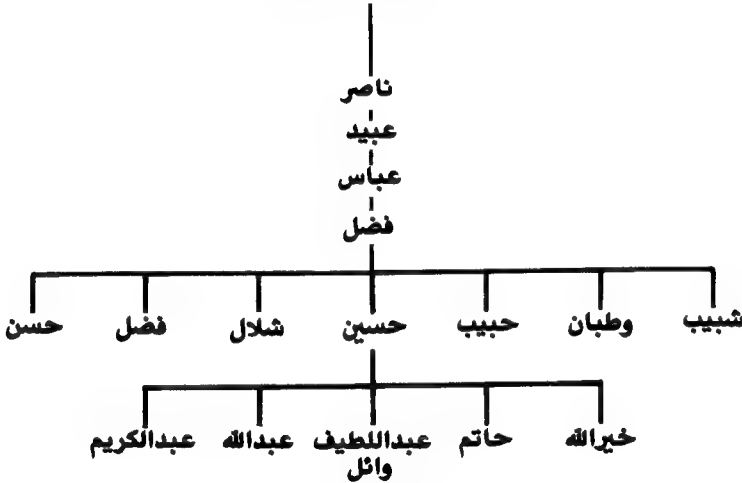 ناصر
عبيد
عباس
فضل
شبيب وطبان حبيب حسين شلال فضل حسن
خيرالله حاتم عبداللطيف عبدالله عبدالكريم
وائل